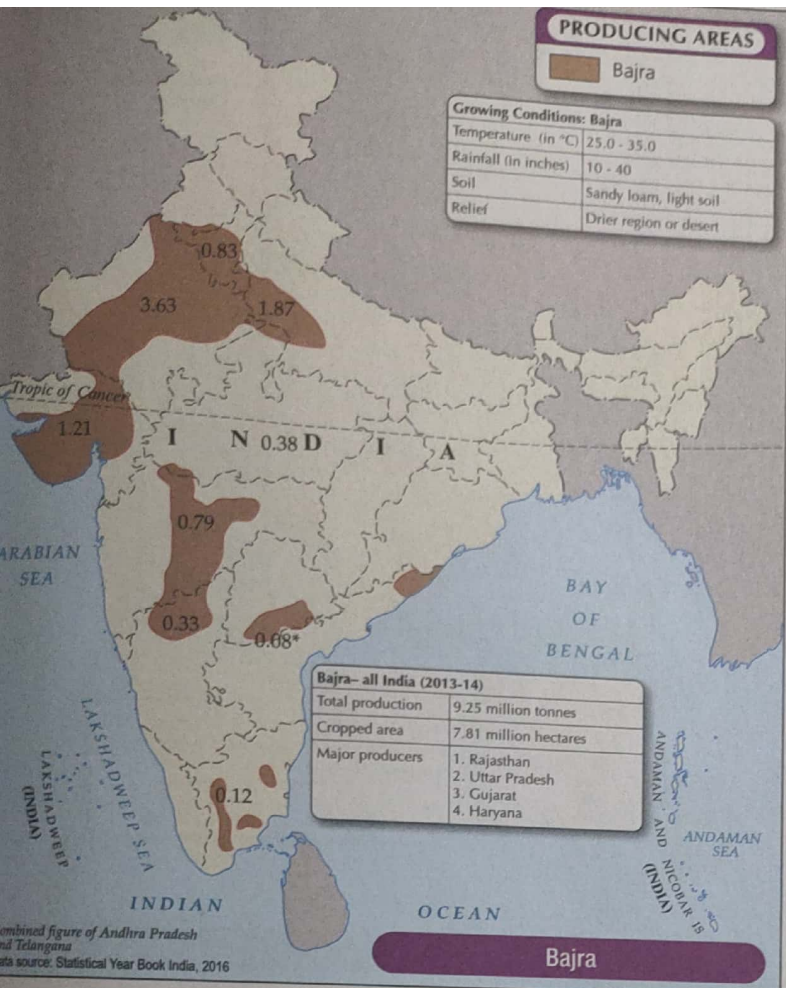 PRODUCING AREAS
Bajra
Growing Conditions: Bajra
Temperature (in °C) 25.0 - 35.0
Rainfall (in inches) 10 - 40
Soil Sandy loam, light soil
Relief Drier region or desert
0.83
3.63
1.87
Tropic of Cancer
1.21
I N 0.38 D I A
0.79
ARABIAN
SEA
BAY
OF
BENGAL
0.33
0.08*
Bajra– all India (2013-14)
Total production 9.25 million tonnes
Cropped area 7.81 million hectares
Major producers 1. Rajasthan
2. Uttar Pradesh
3. Gujarat
4. Haryana
LAKSHADWEEP SEA
LAKSHADWEEP
(INDIA)
0.12
ANDAMAN AND NICOBAR IS
(INDIA)
ANDAMAN
SEA
INDIAN OCEAN
ombined figure of Andhra Pradesh
nd Telangana
ata source: Statistical Year Book India, 2016
Bajra